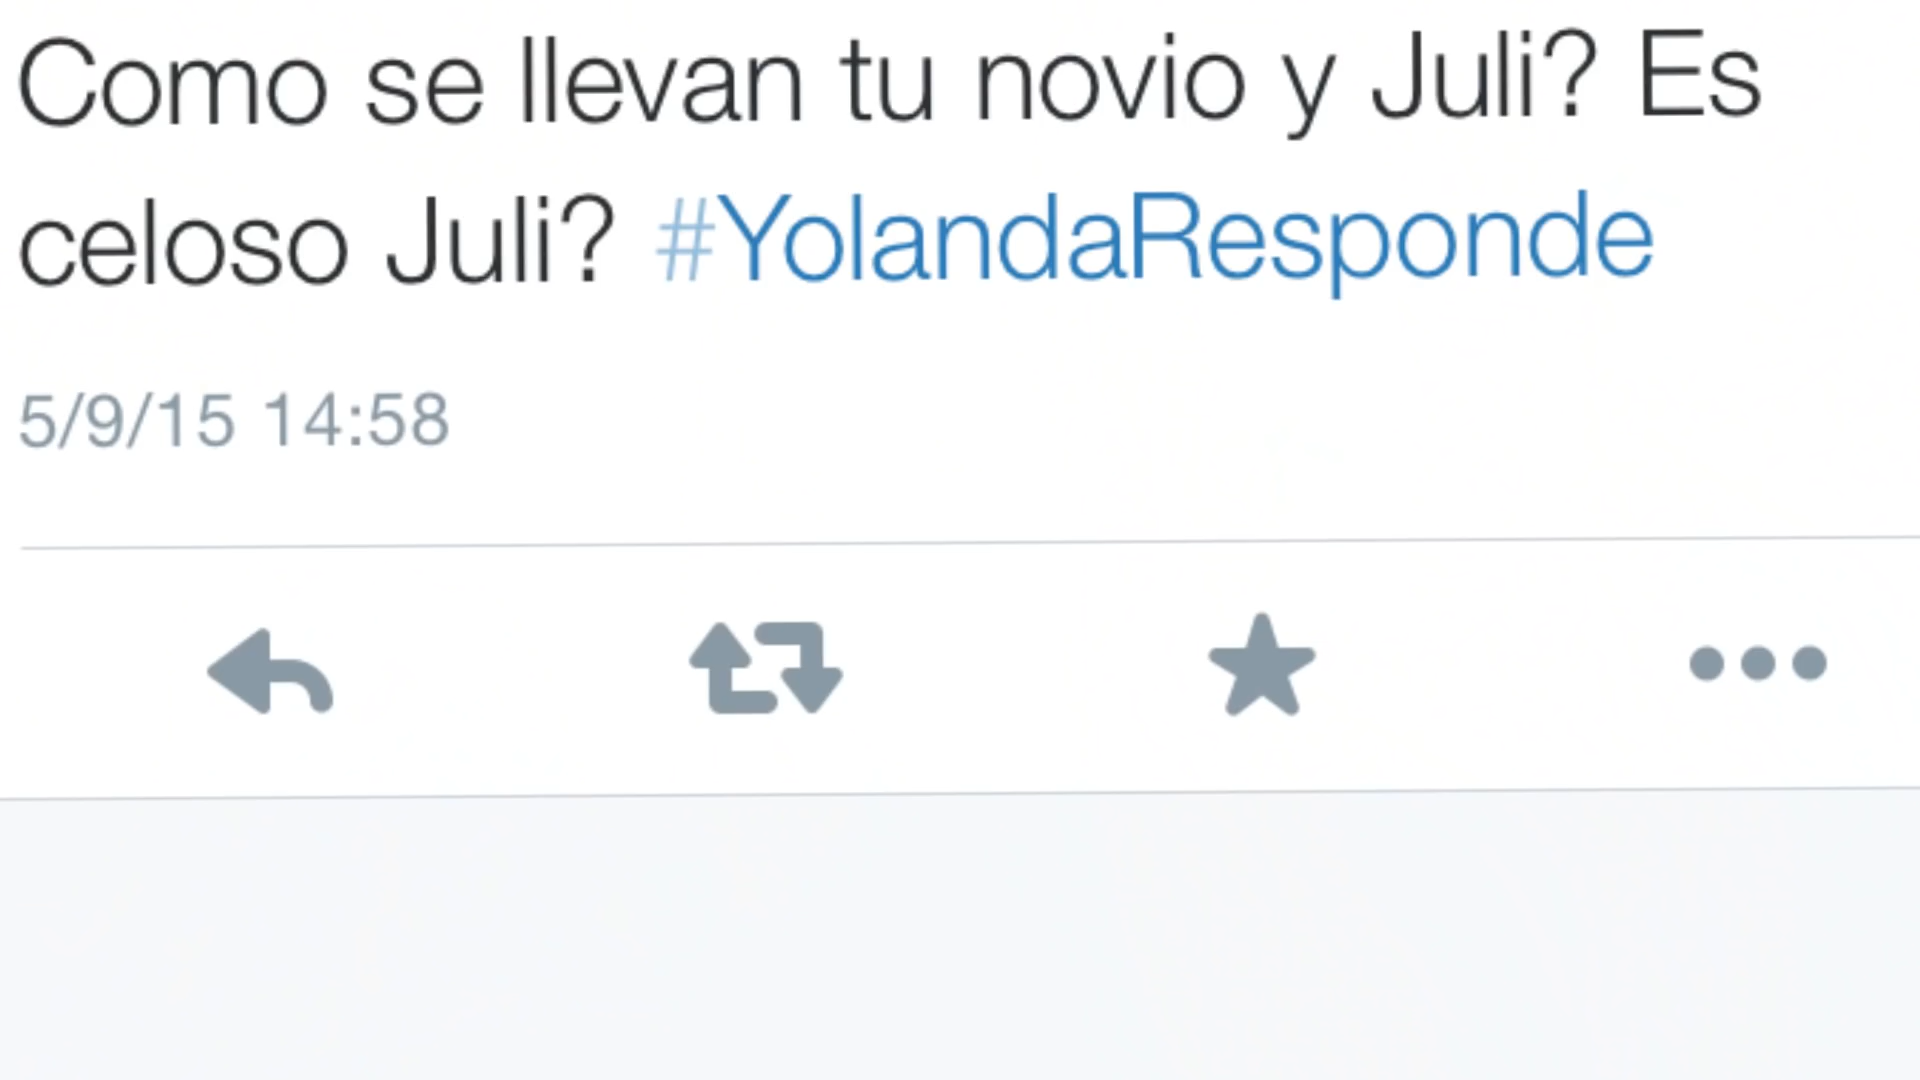 Como se llevan tu novio y Juli? Es
celoso Juli? #YolandaResponde
5/9/15 14:58